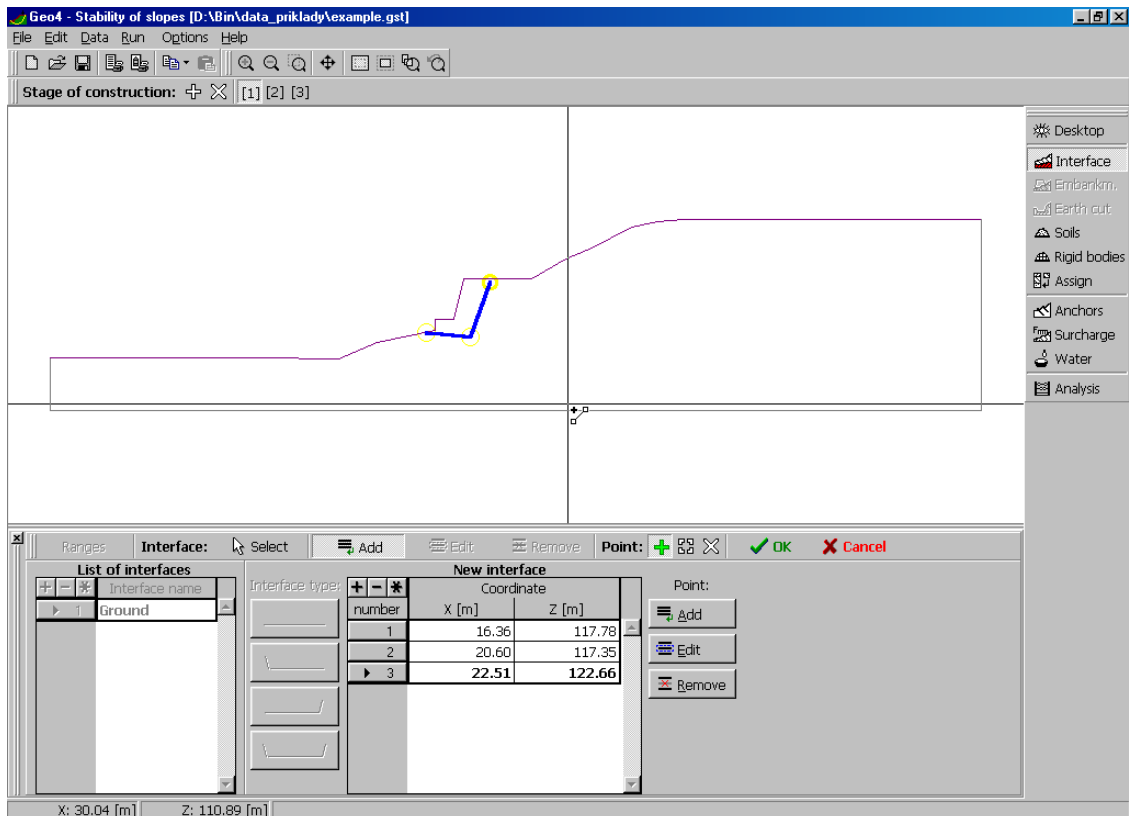 Geo4 - Stability of slopes [D:\Bin\data_priklady\example.gst]
File Edit Data Run Options Help
Stage of construction: [1] [2] [3]
Desktop
Interface
Embankm.
Earth cut
Soils
Rigid bodies
Assign
Anchors
Surcharge
Water
Analysis
Ranges Interface: Select Add Edit Remove Point: OK Cancel
List of interfaces
Interface name
1 Ground
Interface type:
New interface
Coordinate
number X [m] Z [m]
1 16.36 117.78
2 20.60 117.35
3 22.51 122.66
Point:
Add
Edit
Remove
X: 30.04 [m] Z: 110.89 [m]